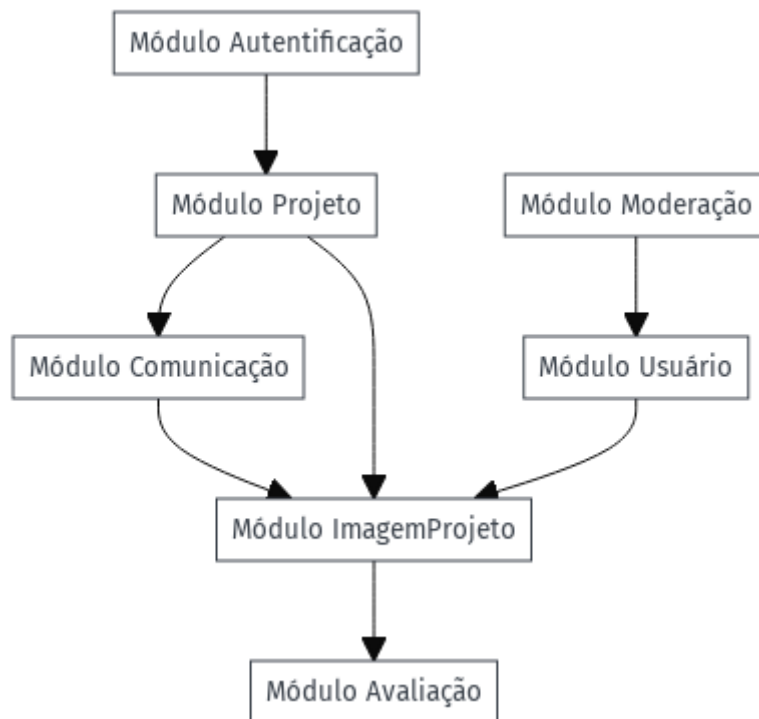 Módulo Autentificação
Módulo Projeto
Módulo Moderação
Módulo Comunicação
Módulo Usuário
Módulo ImagemProjeto
Módulo Avaliação